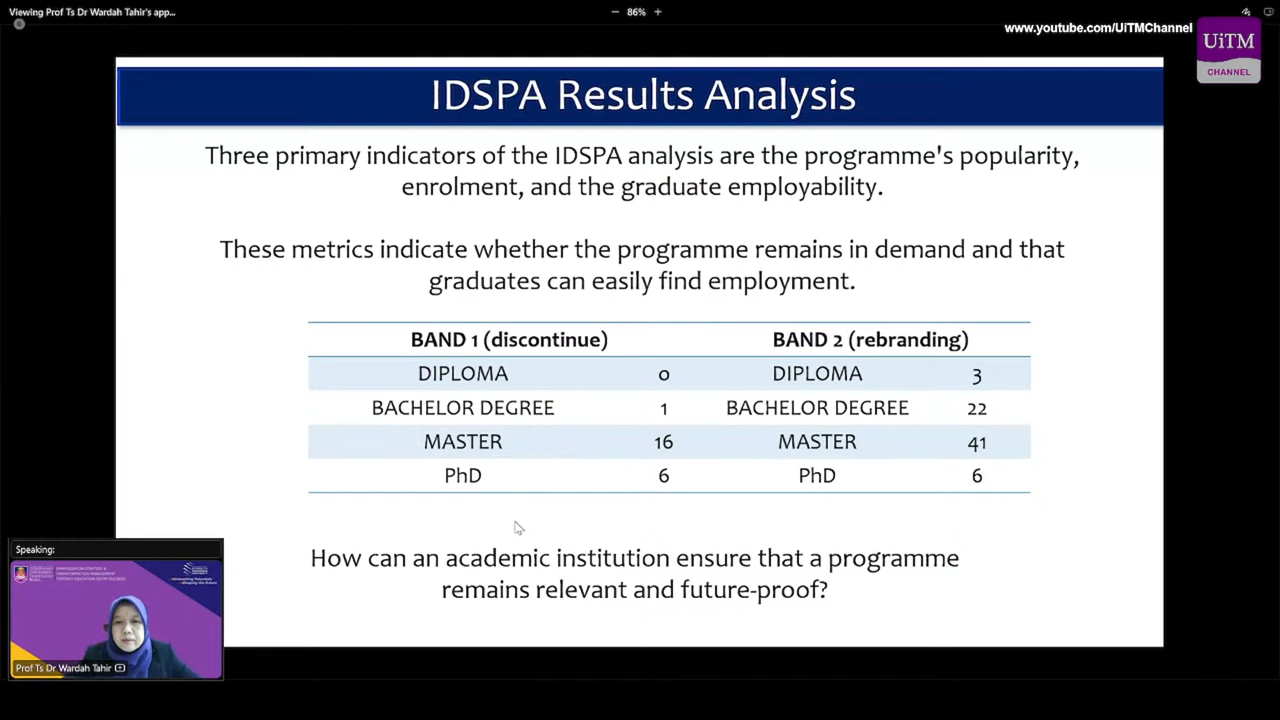 Viewing Prof Ts Dr Wardah Tahir's app...
86%
www.youtube.com/UiTMChannel
UiTM
CHANNEL
IDSPA Results Analysis
Three primary indicators of the IDSPA analysis are the programme's popularity,
enrolment, and the graduate employability.
These metrics indicate whether the programme remains in demand and that
graduates can easily find employment.
BAND 1 (discontinue) BAND 2 (rebranding)
DIPLOMA 0 DIPLOMA 3
BACHELOR DEGREE 1 BACHELOR DEGREE 22
MASTER 16 MASTER 41
PhD 6 PhD 6
How can an academic institution ensure that a programme
remains relevant and future-proof?
Speaking:
Prof Ts Dr Wardah Tahir